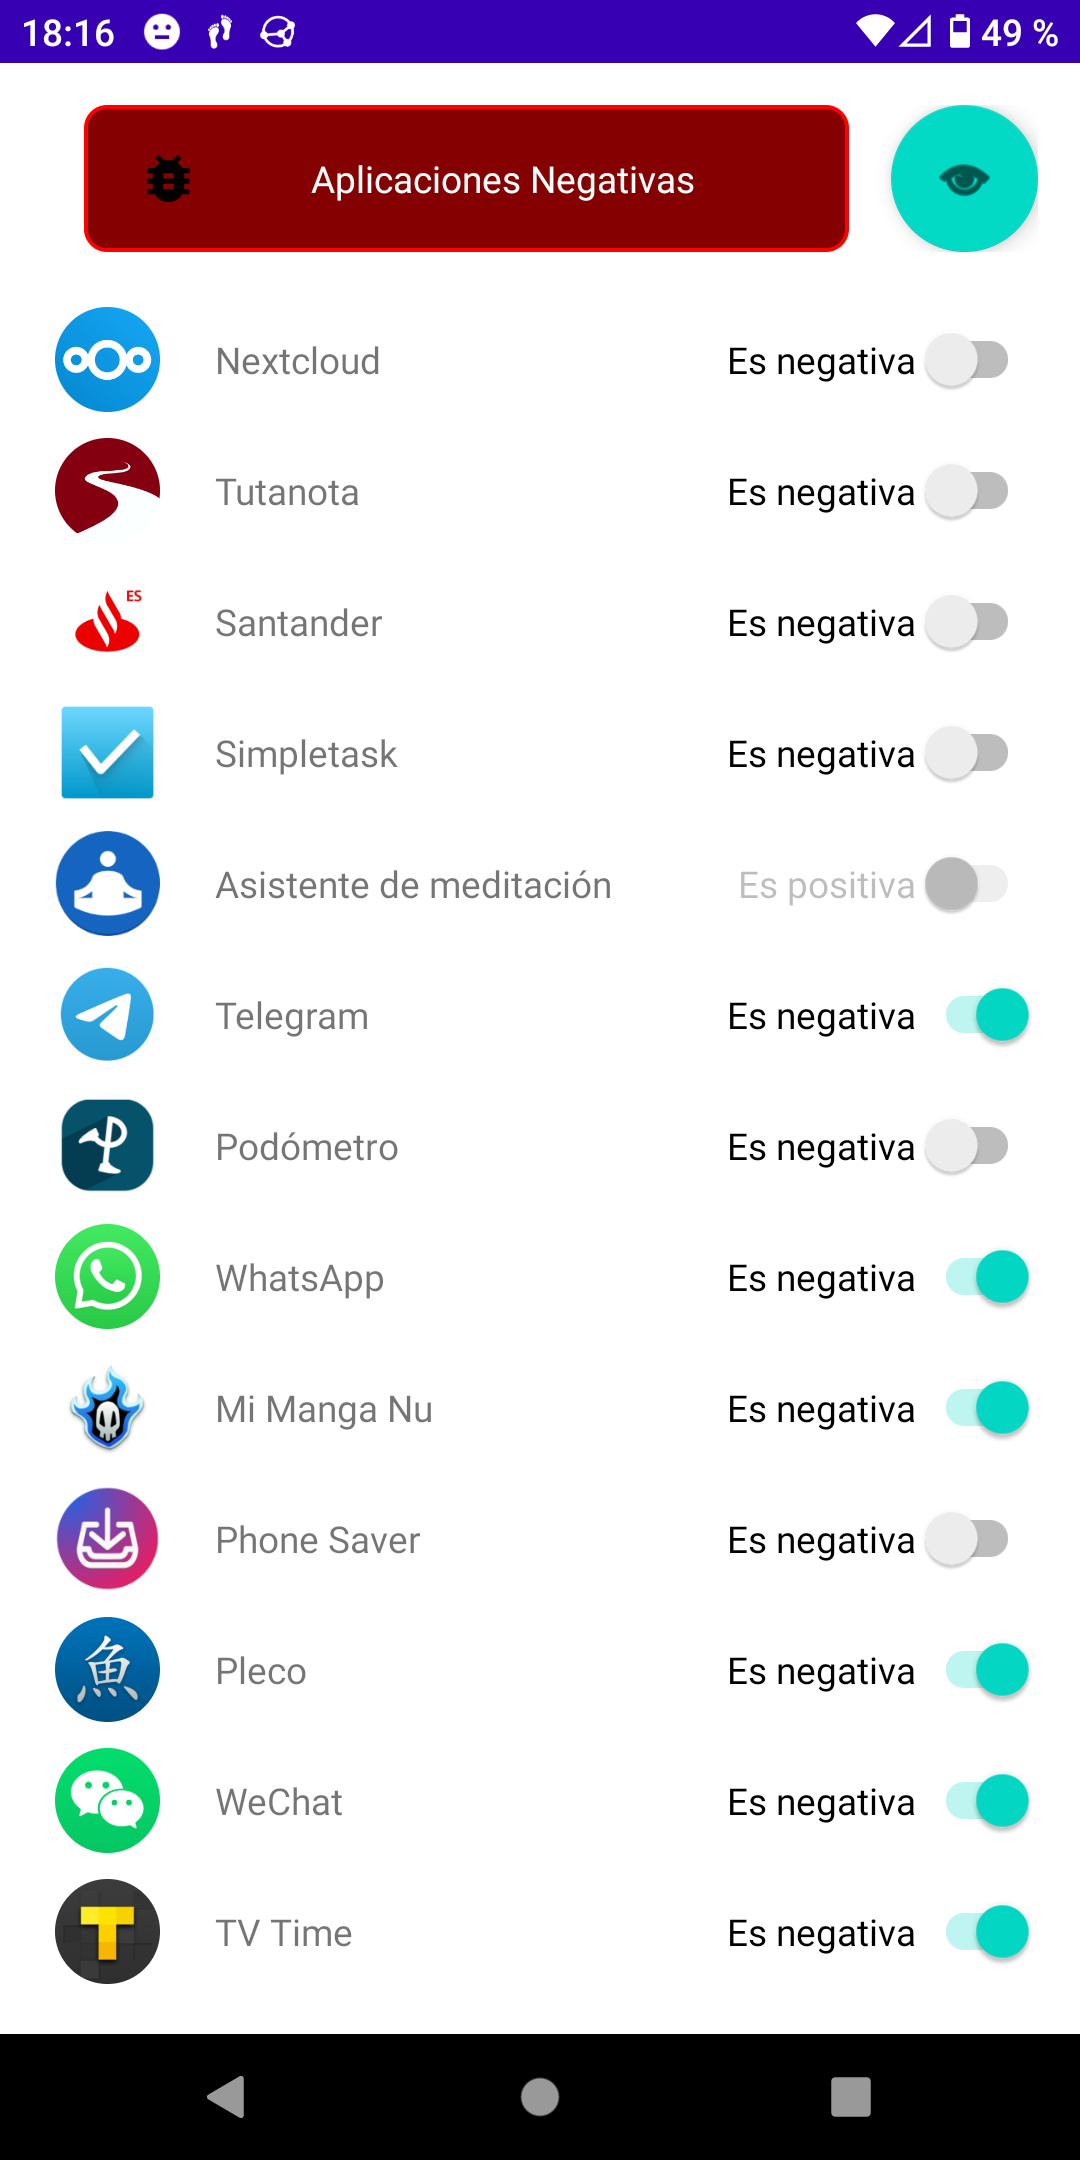 18:16 49 %
Aplicaciones Negativas
Nextcloud Es negativa
Tutanota Es negativa
ES
Santander Es negativa
Simpletask Es negativa
Asistente de meditación Es positiva
Telegram Es negativa
Podómetro Es negativa
WhatsApp Es negativa
Mi Manga Nu Es negativa
Phone Saver Es negativa
魚 Pleco Es negativa
WeChat Es negativa
T TV Time Es negativa